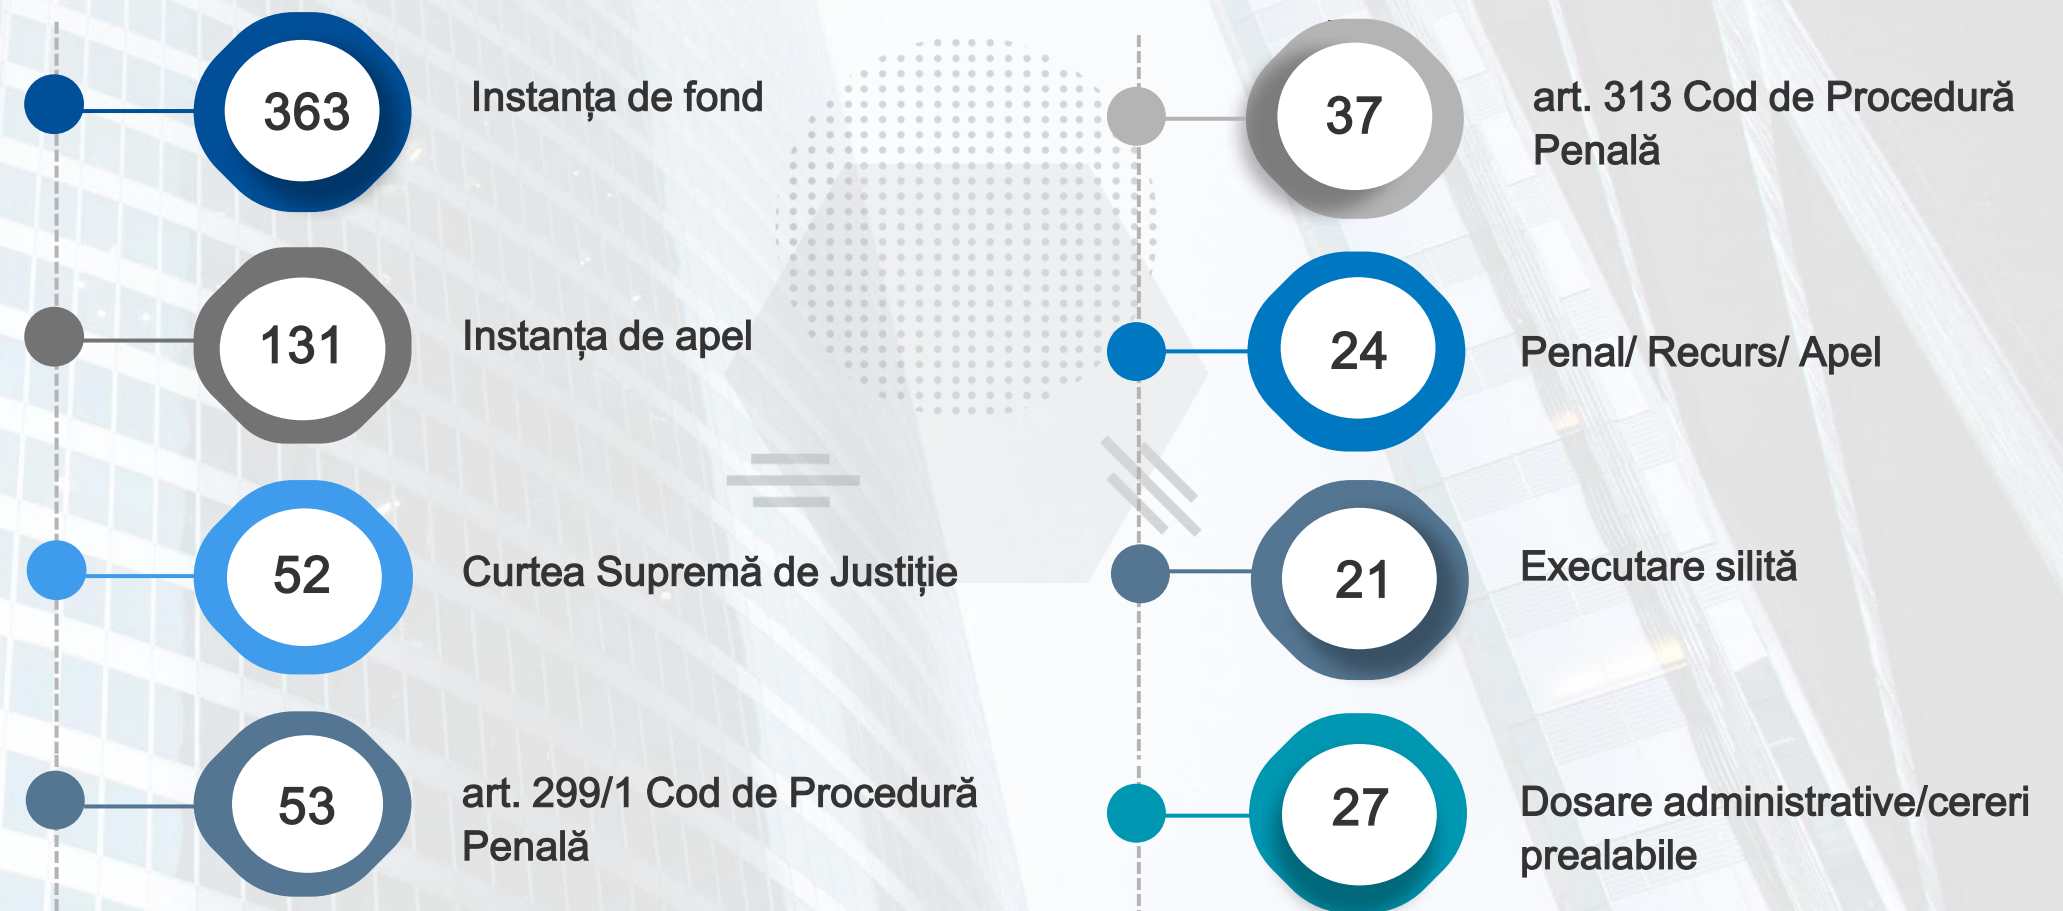 363
Instanța de fond
131
Instanța de apel
52
Curtea Supremă de Justiție
53
art. 299/1 Cod de Procedură
Penală
37
art. 313 Cod de Procedură
Penală
24
Penal/ Recurs/ Apel
21
Executare silită
27
Dosare administrative/cereri
prealabile